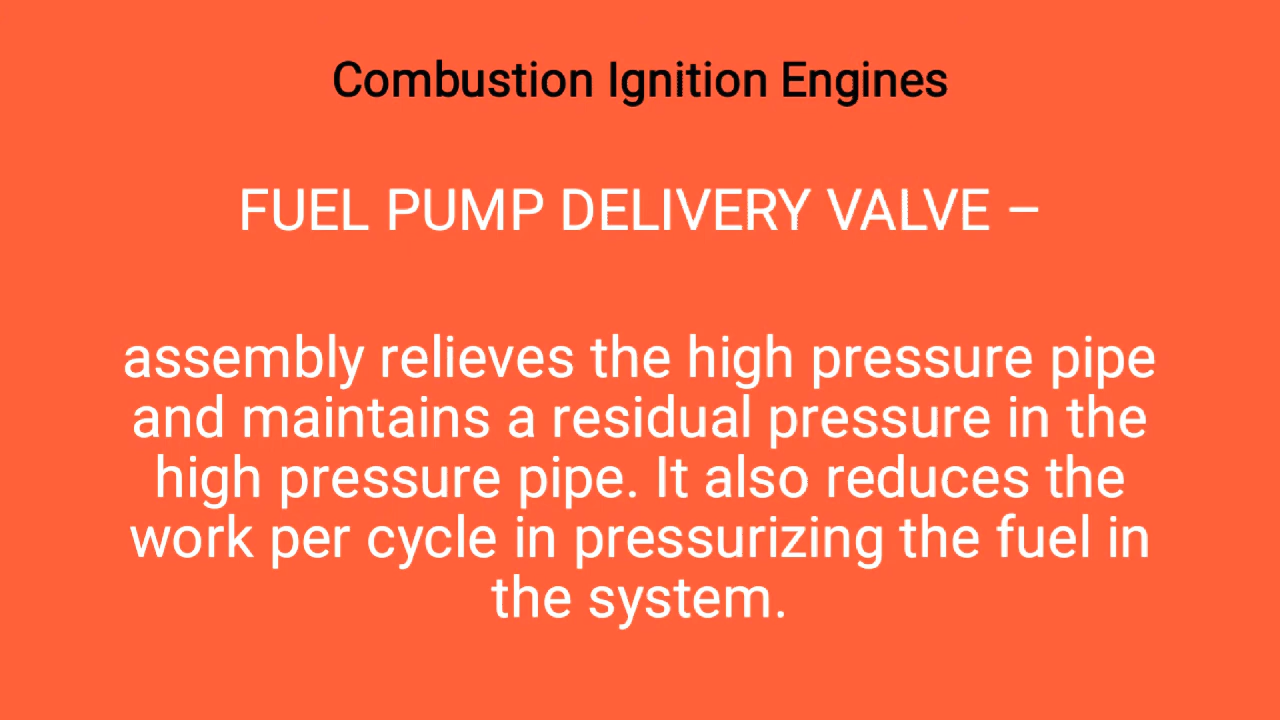 Combustion Ignition Engines
FUEL PUMP DELIVERY VALVE –
assembly relieves the high pressure pipe
and maintains a residual pressure in the
high pressure pipe. It also reduces the
work per cycle in pressurizing the fuel in
the system.